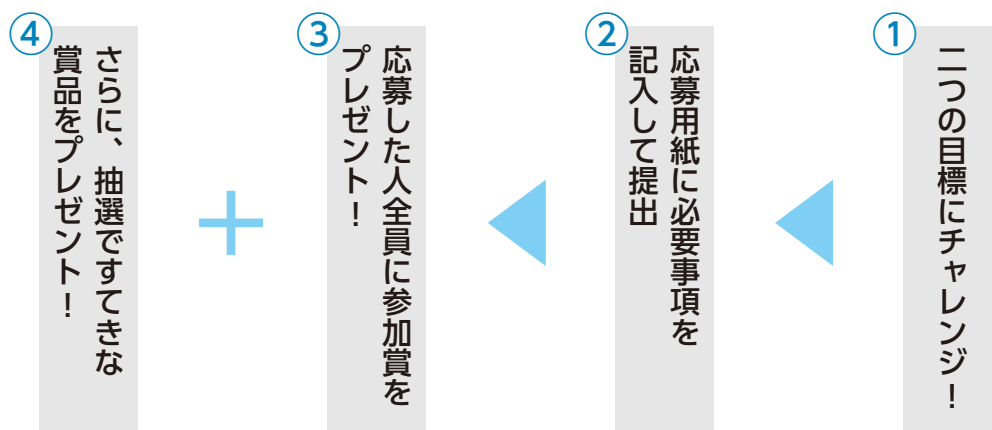 ①
二つの目標にチャレンジ！
②
応募用紙に必要事項を
記入して提出
③
応募した人全員に参加賞を
プレゼント！
④
さらに、抽選ですてきな
賞品をプレゼント！